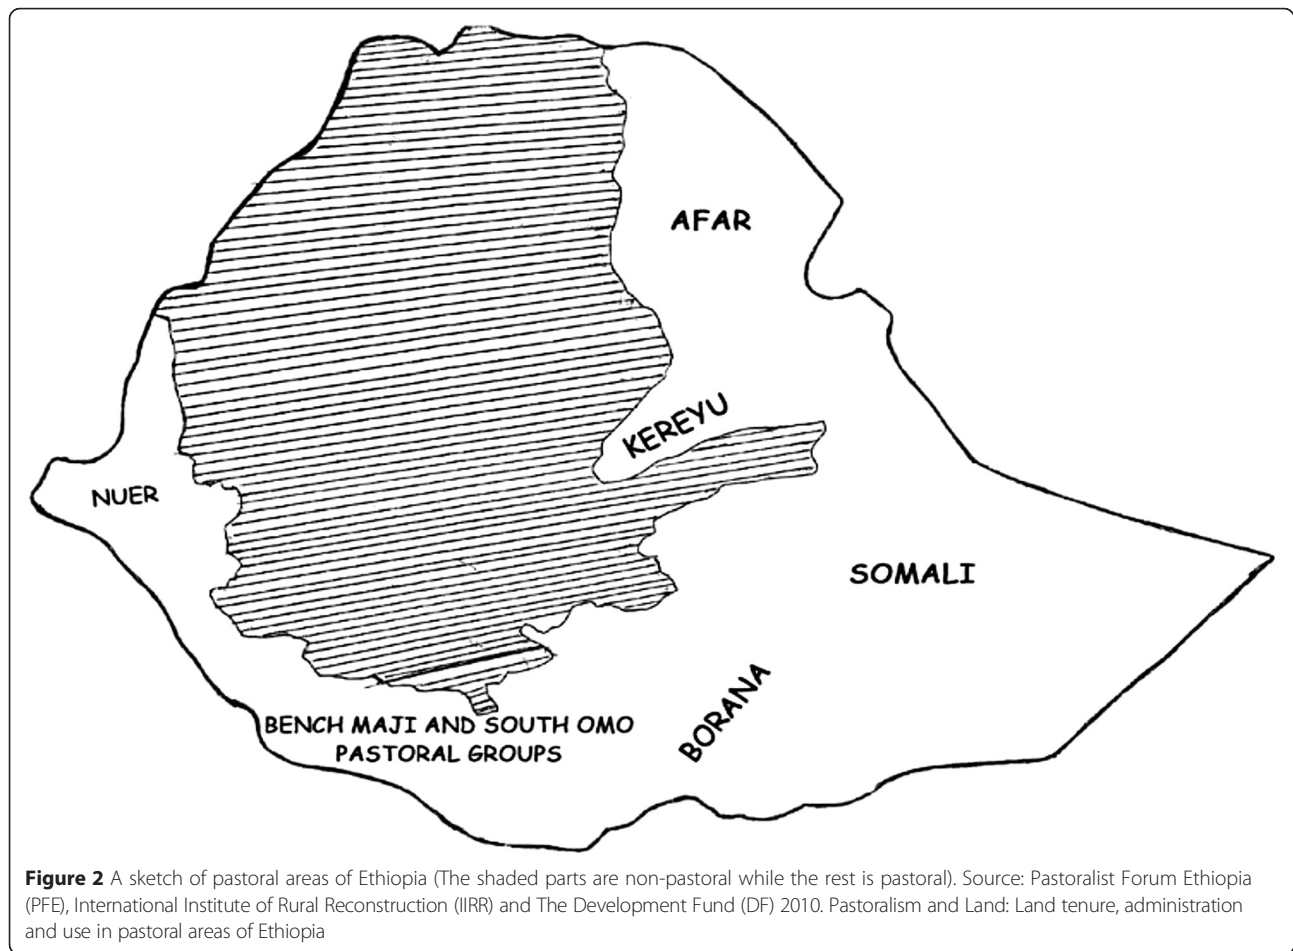 AFAR
KEREYU
NUER
SOMALI
BORANA
BENCH MAJI AND SOUTH OMO
PASTORAL GROUPS
Figure 2 A sketch of pastoral areas of Ethiopia (The shaded parts are non-pastoral while the rest is pastoral). Source: Pastoralist Forum Ethiopia
(PFE), International Institute of Rural Reconstruction (IIRR) and The Development Fund (DF) 2010. Pastoralism and Land: Land tenure, administration
and use in pastoral areas of Ethiopia